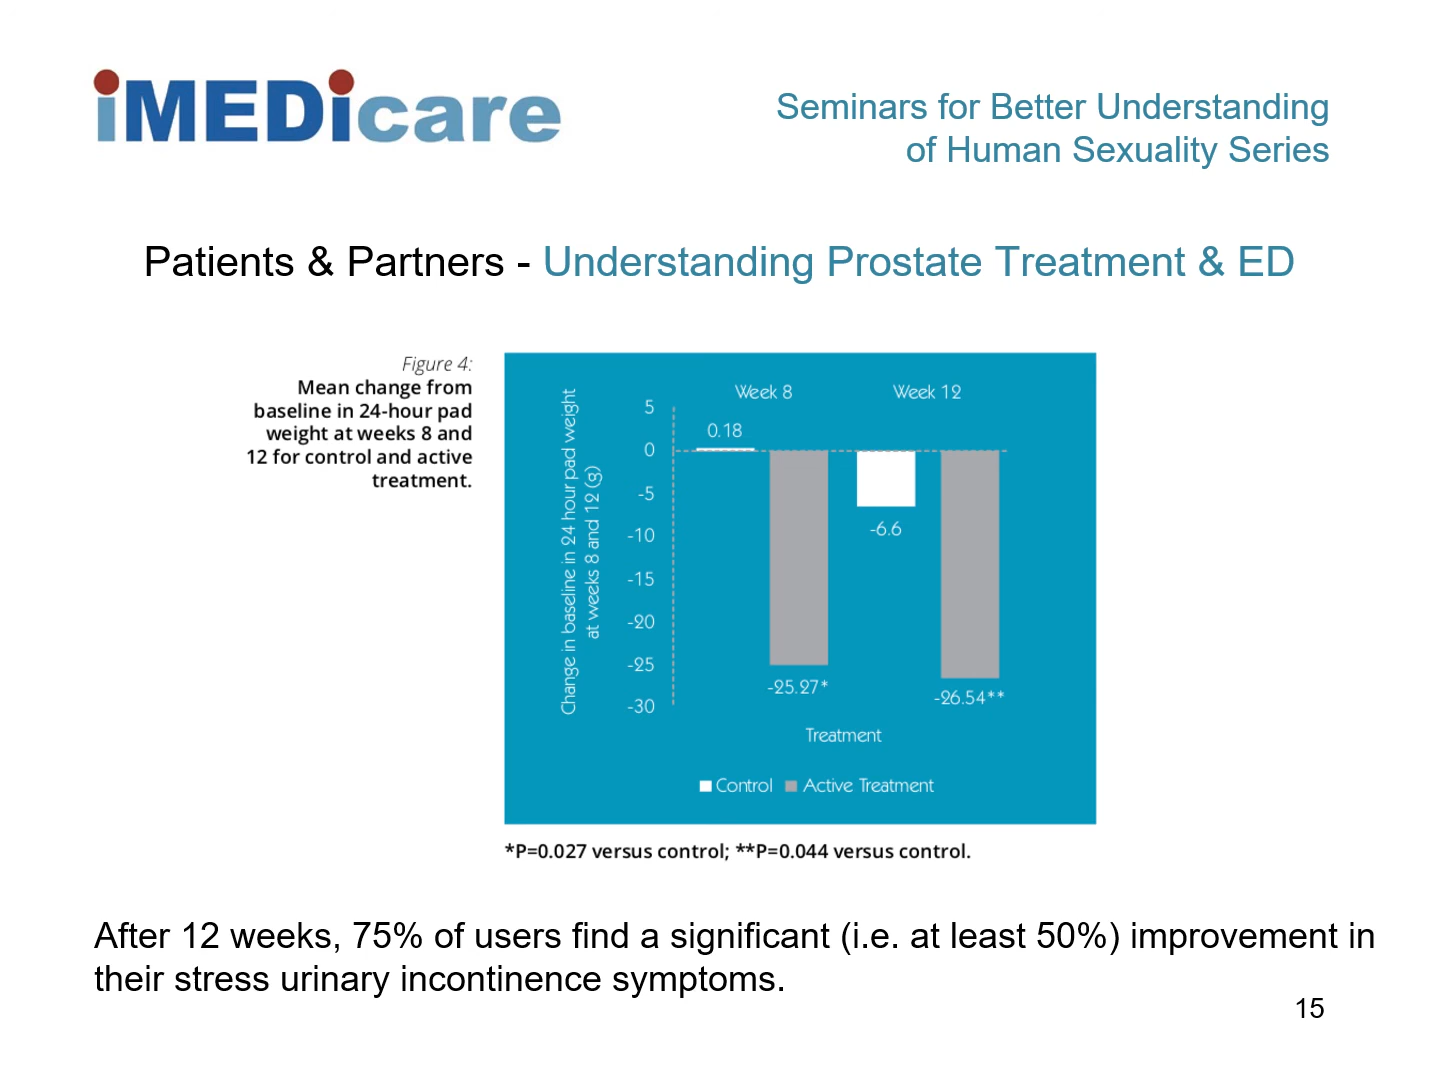 iMEDicare
Seminars for Better Understanding
of Human Sexuality Series
Patients & Partners - Understanding Prostate Treatment & ED
Figure 4:
Mean change from
baseline in 24-hour pad
weight at weeks 8 and
12 for control and active
treatment.
Change in baseline in 24 hour pad weight
at weeks 8 and 12 (g)
Week 8
Week 12
5
0
-5
-10
-15
-20
-25
-30
0.18
-25.27*
-6.6
-26.54**
Treatment
Control
Active Treatment
*P=0.027 versus control; **P=0.044 versus control.
After 12 weeks, 75% of users find a significant (i.e. at least 50%) improvement in
their stress urinary incontinence symptoms.
15